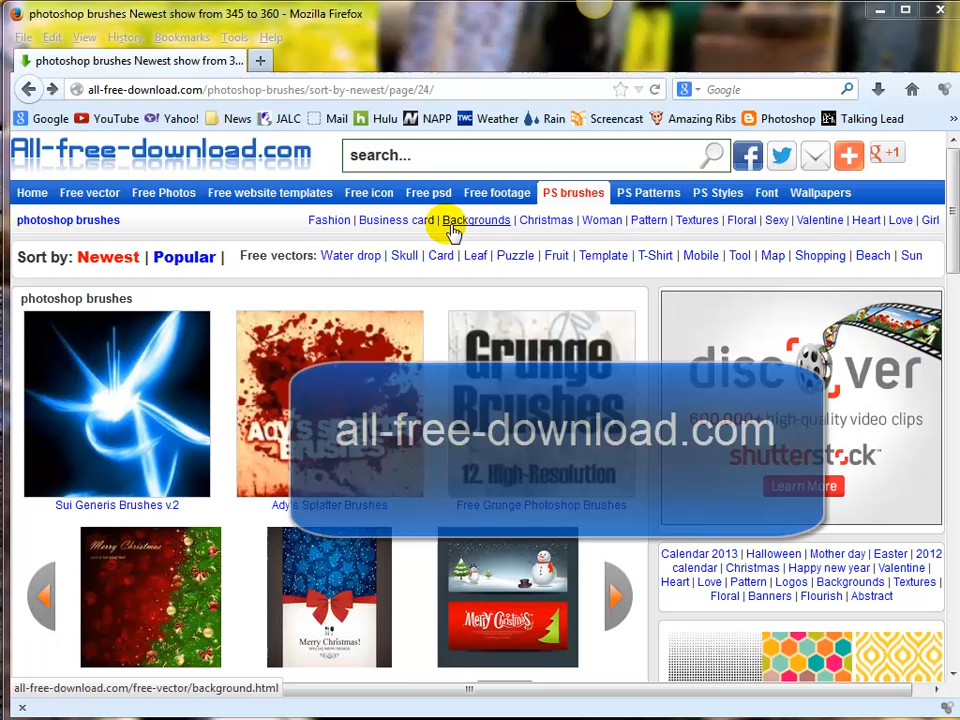 photoshop brushes Newest show from 345 to 360 - Mozilla Firefox
File Edit View History Bookmarks Tools Help
photoshop brushes Newest show from 3...
all-free-download.com/photoshop-brushes/sort-by-newest/page/24/
Google
Google YouTube Yahoo! News JALC Mail Hulu NAPP Weather Rain Screencast Amazing Ribs Photoshop Talking Lead
All-free-download.com
search...
g +1
Home Free vector Free Photos Free website templates Free icon Free psd Free footage PS brushes PS Patterns PS Styles Font Wallpapers
photoshop brushes Fashion | Business card | Backgrounds | Christmas | Woman | Pattern | Textures | Floral | Sexy | Valentine | Heart | Love | Girl
Sort by: Newest | Popular | Free vectors: Water drop | Skull | Card | Leaf | Puzzle | Fruit | Template | T-Shirt | Mobile | Tool | Map | Shopping | Beach | Sun
photoshop brushes
Grunge
Brushes
12. High-Resolution
discover
600,000+ high-quality video clips
shutterstock
Learn More
all-free-download.com
Sui Generis Brushes v.2
Ady's Splatter Brushes
Free Grunge Photoshop Brushes
Merry Christmas
Merry Christmas!
Merry Christmas
Calendar 2013 | Halloween | Mother day | Easter | 2012
calendar | Christmas | Happy new year | Valentine |
Heart | Love | Pattern | Logos | Backgrounds | Textures |
Floral | Banners | Flourish | Abstract
all-free-download.com/free-vector/background.html